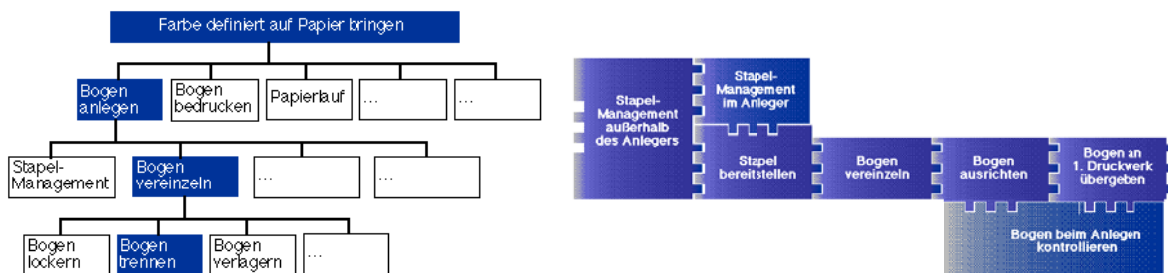 Farbe definiert auf Papier bringen
Bogen
anlegen
Bogen
bedrucken
Papierlauf
...
...
Stapel-
Management
Bogen
vereinzeln
...
...
Bogen
lockern
Bogen
trennen
Bogen
verlagern
...
Stapel-
Management
außerhalb
des Anlegers
Stapel-
Management
im Anleger
Stapel
bereitstellen
Bogen
vereinzeln
Bogen
ausrichten
Bogen an
1. Druckwerk
übergeben
Bogen beim Anlegen
kontrollieren